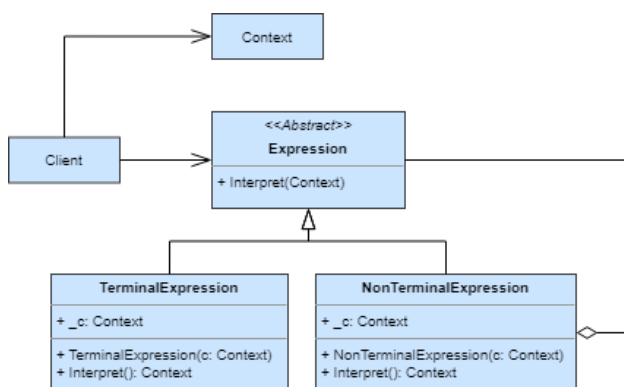 Context
<<Abstract>>
Expression
Client
+ Interpret(Context)
TerminalExpression
+ _c: Context
+ TerminalExpression(c: Context)
+ Interpret(): Context
NonTerminalExpression
+ _c: Context
+ NonTerminalExpression(c: Context)
+ Interpret(): Context